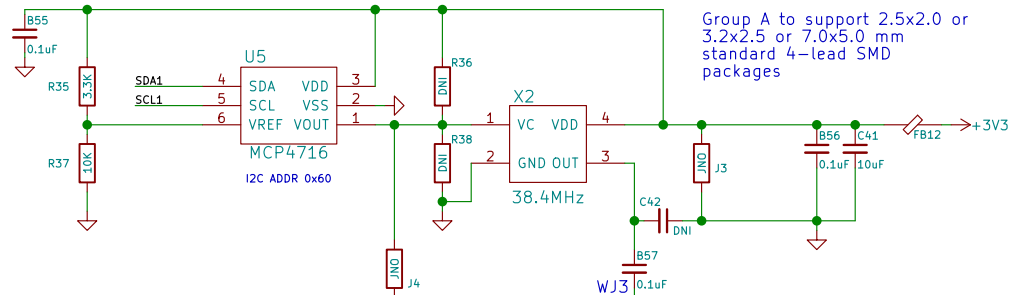 B55
0.1uF
Group A to support 2.5x2.0 or
3.2x2.5 or 7.0x5.0 mm
standard 4-lead SMD
packages
U5
R35
3.3K
SDA1
SCL1
4
5
6
SDA
SCL
VREF
VDD
VSS
VOUT
3
2
1
MCP4716
I2C ADDR 0x60
R37
10K
R36
DNI
R38
DNI
X2
1
2
VC
GND
VDD
OUT
4
3
38.4MHz
JNO
J3
B56
0.1uF
C41
10uF
FB12
+3V3
C42
DNI
B57
0.1uF
WJ3
JNO
J4